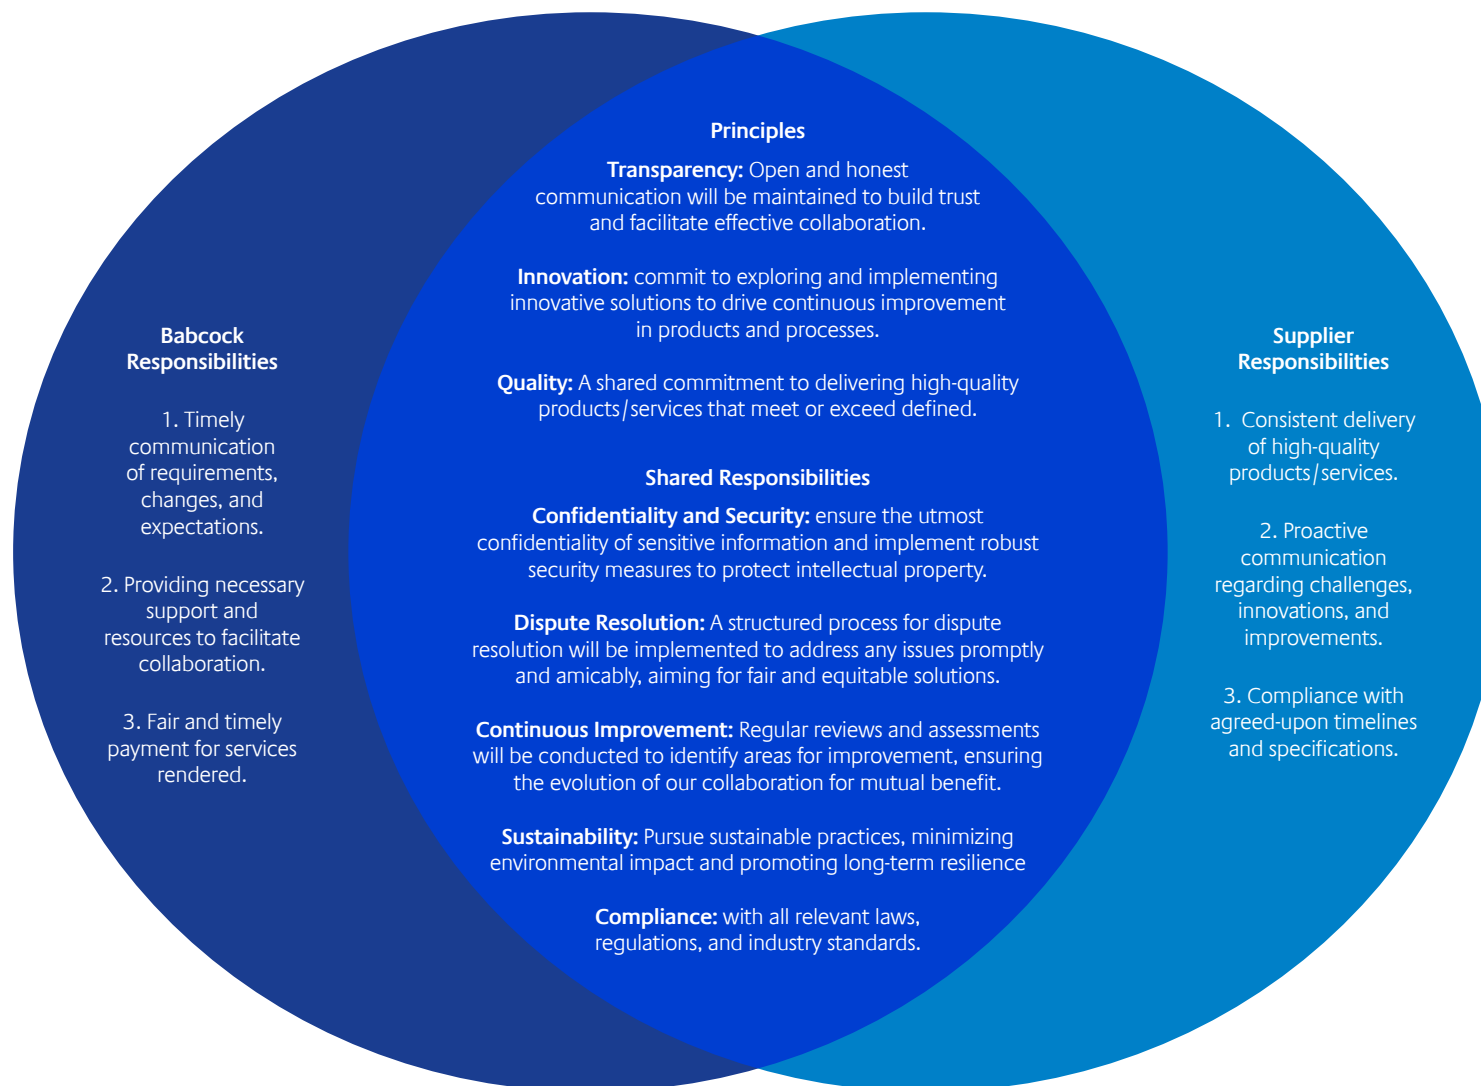 Babcock
Responsibilities
1. Timely
communication
of requirements,
changes, and
expectations.
2. Providing necessary
support and
resources to facilitate
collaboration.
3. Fair and timely
payment for services
rendered.
Principles
Transparency: Open and honest
communication will be maintained to build trust
and facilitate effective collaboration.
Innovation: commit to exploring and implementing
innovative solutions to drive continuous improvement
in products and processes.
Quality: A shared commitment to delivering high-quality
products/services that meet or exceed defined.
Shared Responsibilities
Confidentiality and Security: ensure the utmost
confidentiality of sensitive information and implement robust
security measures to protect intellectual property.
Dispute Resolution: A structured process for dispute
resolution will be implemented to address any issues promptly
and amicably, aiming for fair and equitable solutions.
Continuous Improvement: Regular reviews and assessments
will be conducted to identify areas for improvement, ensuring
the evolution of our collaboration for mutual benefit.
Sustainability: Pursue sustainable practices, minimizing
environmental impact and promoting long-term resilience
Compliance: with all relevant laws,
regulations, and industry standards.
Supplier
Responsibilities
1. Consistent delivery
of high-quality
products/services.
2. Proactive
communication
regarding challenges,
innovations, and
improvements.
3. Compliance with
agreed-upon timelines
and specifications.